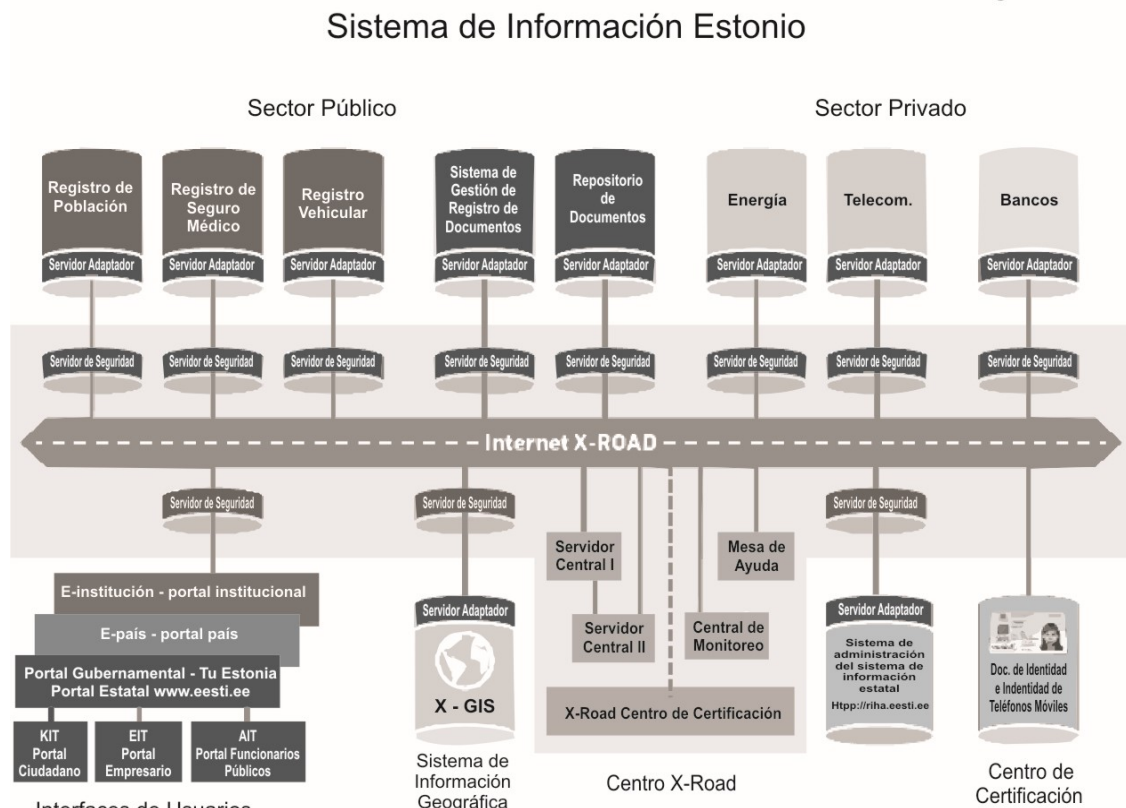 Sistema de Información Estonio
Sector Público
Sector Privado
Registro de
Población
Servidor Adaptador
Registro de
Seguro
Médico
Servidor Adaptador
Registro
Vehicular
Servidor Adaptador
Sistema de
Gestión de
Registro de
Documentos
Servidor Adaptador
Repositorio
de
Documentos
Servidor Adaptador
Energía
Servidor Adaptador
Telecom.
Servidor Adaptador
Bancos
Servidor Adaptador
Servidor de Seguridad
Servidor de Seguridad
Servidor de Seguridad
Servidor de Seguridad
Servidor de Seguridad
Servidor de Seguridad
Servidor de Seguridad
Servidor de Seguridad
Internet X-ROAD
Servidor de Seguridad
Servidor de Seguridad
Servidor de Seguridad
E-institución - portal institucional
E-país - portal país
Portal Gubernamental - Tu Estonia
Portal Estatal www.eesti.ee
KIT
Portal
Ciudadano
EIT
Portal
Empresario
AIT
Portal Funcionarios
Públicos
Interfaces de Usuarios
Servidor Adaptador
X - GIS
Sistema de
Información
Geográfica
Servidor
Central I
Servidor
Central II
Mesa de
Ayuda
Central de
Monitoreo
X-Road Centro de Certificación
Centro X-Road
Servidor Adaptador
Sistema de
administración
del sistema de
información
estatal
Htpp://riha.eesti.ee
Doc. de Identidad
e Indentidad de
Teléfonos Móviles
Centro de
Certificación